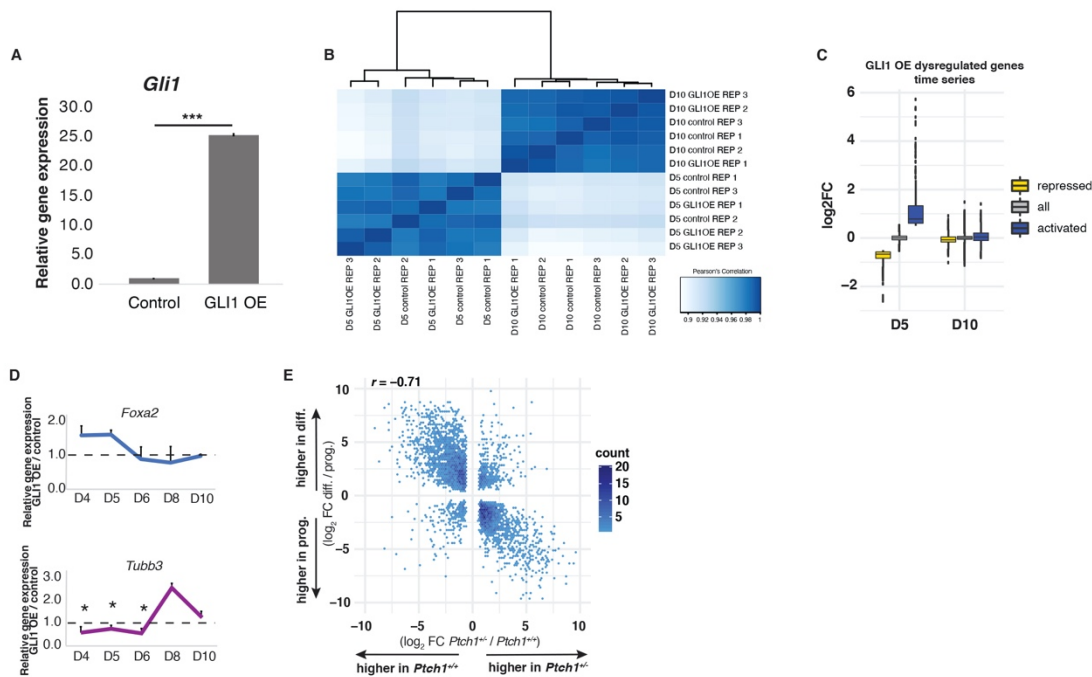 A
Gli1
Relative gene expression
30.0
25.0
20.0
15.0
10.0
5.0
0.0
***
Control
GLI1 OE
B
D10 GLI1OE REP 3
D10 GLI1OE REP 2
D10 control REP 3
D10 control REP 1
D10 control REP 2
D10 GLI1OE REP 1
D5 control REP 1
D5 control REP 3
D5 GLI1OE REP 1
D5 control REP 2
D5 GLI1OE REP 2
D5 GLI1OE REP 3
D5 GLI1OE REP 3
D5 GLI1OE REP 2
D5 control REP 2
D5 GLI1OE REP 1
D5 control REP 3
D5 control REP 1
D10 GLI1OE REP 1
D10 control REP 2
D10 control REP 1
D10 control REP 3
D10 GLI1OE REP 2
D10 GLI1OE REP 3
Pearson's Correlation
0.9 0.92 0.94 0.96 0.98 1
C
GLI1 OE dysregulated genes
time series
log2FC
6
4
2
0
−2
D5 D10
repressed
all
activated
D
Foxa2
Relative gene expression
GLI1 OE / control
2.0
1.0
0.0
D4 D5 D6 D8 D10
Tubb3
Relative gene expression
GLI1 OE / control
3.0
2.0
1.0
0.0
* * *
D4 D5 D6 D8 D10
E
r = −0.71
higher in diff.
higher in prog.
(log2 FC diff. / prog.)
10
5
0
−5
−10
−10 −5 0 5 10
(log2 FC Ptch1+/- / Ptch1+/+)
higher in Ptch1+/+
higher in Ptch1+/-
count
20
15
10
5